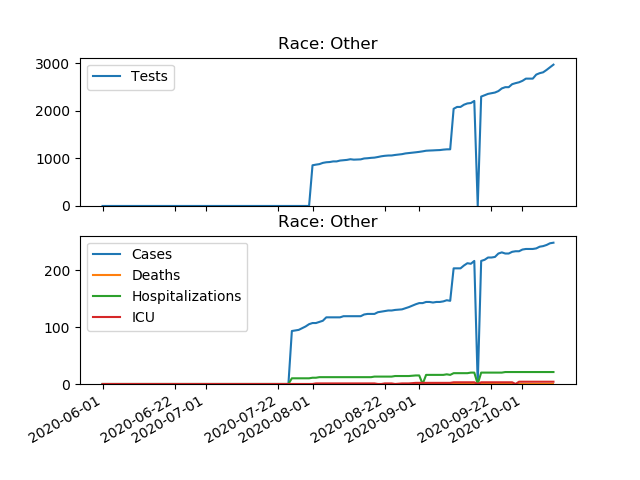 Race: Other
3000
2000
1000
0
Tests
Race: Other
200
100
0
Cases
Deaths
Hospitalizations
ICU
2020-06-01
2020-06-22
2020-07-01
2020-07-22
2020-08-01
2020-08-22
2020-09-01
2020-09-22
2020-10-01